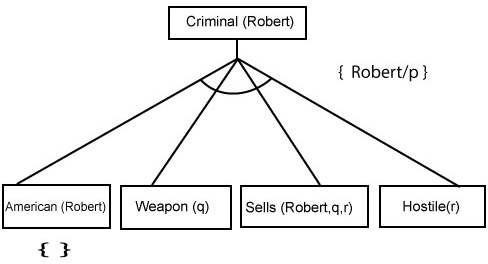 Criminal (Robert)
{ Robert/p }
American (Robert)
Weapon (q)
Sells (Robert,q,r)
Hostile(r)
{ }